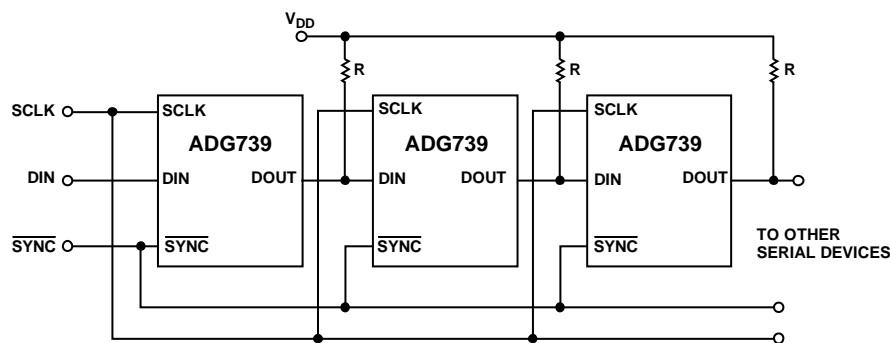 VDD
R
R
R
SCLK
SCLK
ADG739
DIN
DIN
DOUT
SYNC
SYNC
SCLK
ADG739
DIN
DOUT
SYNC
SCLK
ADG739
DIN
DOUT
SYNC
TO OTHER
SERIAL DEVICES